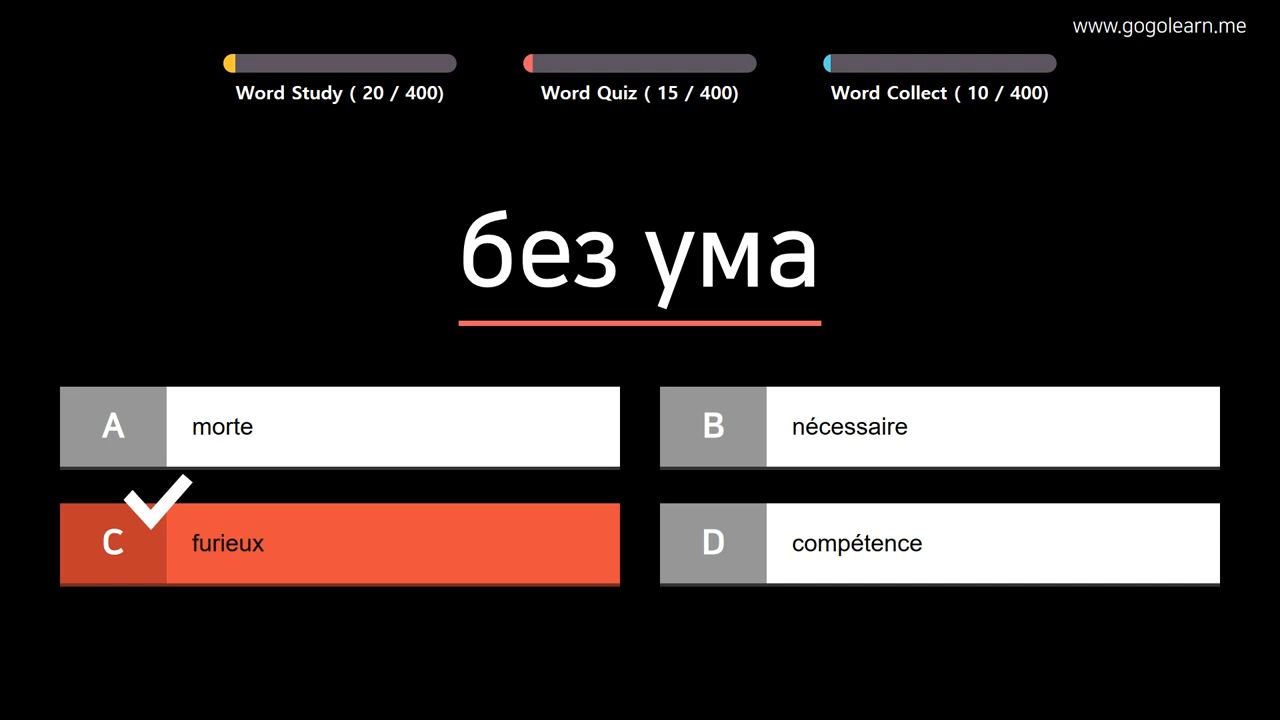 www.gogolearn.me
Word Study ( 20 / 400)
Word Quiz ( 15 / 400)
Word Collect ( 10 / 400)
без ума
A morte
B nécessaire
C furieux
D compétence